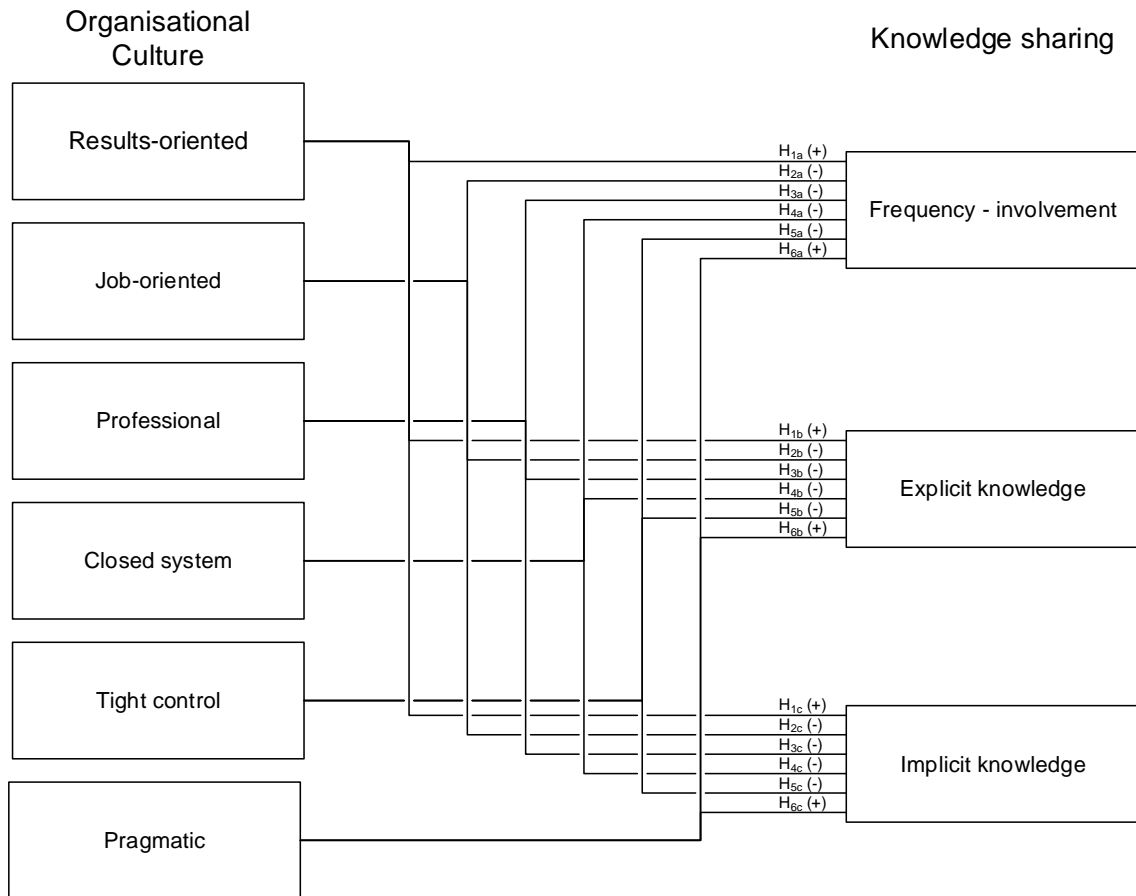 Organisational
Culture
Knowledge sharing
Results-oriented
Job-oriented
Professional
Closed system
Tight control
Pragmatic
H1a (+)
H2a (-)
H3a (-)
H4a (-)
H5a (-)
H6a (+)
Frequency - involvement
H1b (+)
H2b (-)
H3b (-)
H4b (-)
H5b (-)
H6b (+)
Explicit knowledge
H1c (+)
H2c (-)
H3c (-)
H4c (-)
H5c (-)
H6c (+)
Implicit knowledge